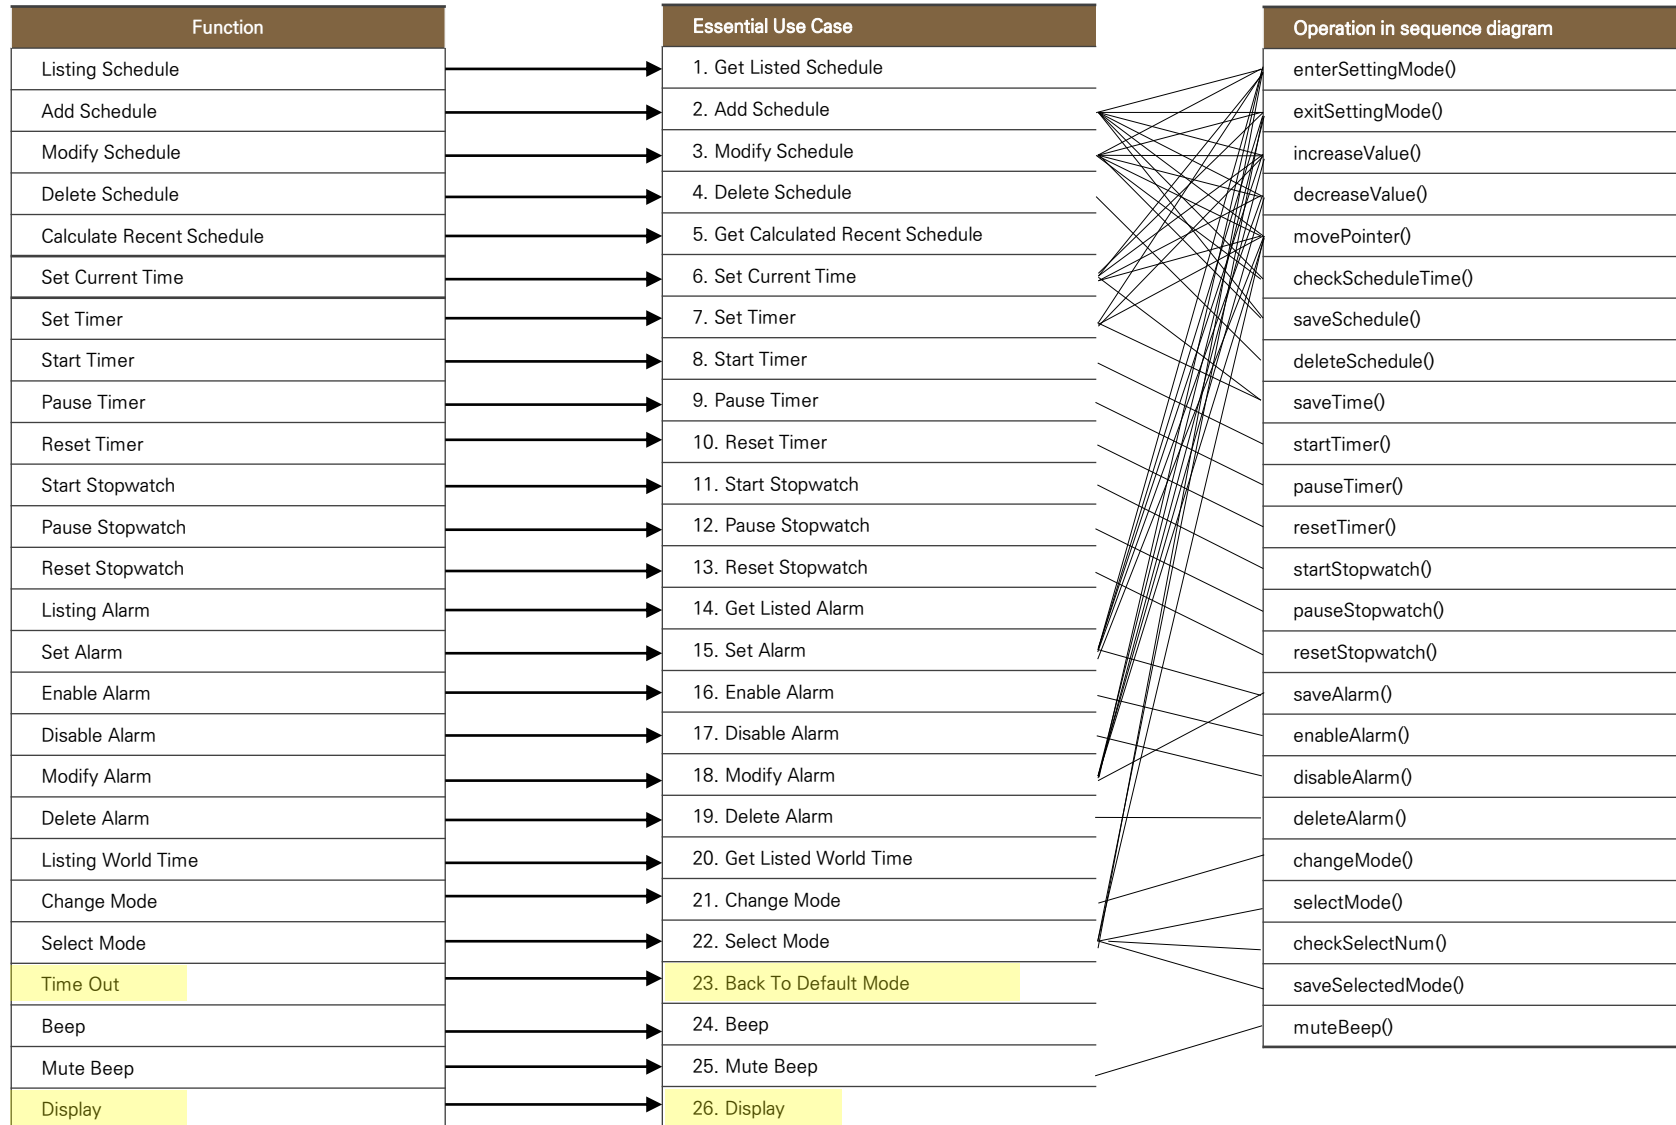 Function
Listing Schedule
Add Schedule
Modify Schedule
Delete Schedule
Calculate Recent Schedule
Set Current Time
Set Timer
Start Timer
Pause Timer
Reset Timer
Start Stopwatch
Pause Stopwatch
Reset Stopwatch
Listing Alarm
Set Alarm
Enable Alarm
Disable Alarm
Modify Alarm
Delete Alarm
Listing World Time
Change Mode
Select Mode
Time Out
Beep
Mute Beep
Display
Essential Use Case
1. Get Listed Schedule
2. Add Schedule
3. Modify Schedule
4. Delete Schedule
5. Get Calculated Recent Schedule
6. Set Current Time
7. Set Timer
8. Start Timer
9. Pause Timer
10. Reset Timer
11. Start Stopwatch
12. Pause Stopwatch
13. Reset Stopwatch
14. Get Listed Alarm
15. Set Alarm
16. Enable Alarm
17. Disable Alarm
18. Modify Alarm
19. Delete Alarm
20. Get Listed World Time
21. Change Mode
22. Select Mode
23. Back To Default Mode
24. Beep
25. Mute Beep
26. Display
Operation in sequence diagram
enterSettingMode()
exitSettingMode()
increaseValue()
decreaseValue()
movePointer()
checkScheduleTime()
saveSchedule()
deleteSchedule()
saveTime()
startTimer()
pauseTimer()
resetTimer()
startStopwatch()
pauseStopwatch()
resetStopwatch()
saveAlarm()
enableAlarm()
disableAlarm()
deleteAlarm()
changeMode()
selectMode()
checkSelectNum()
saveSelectedMode()
muteBeep()